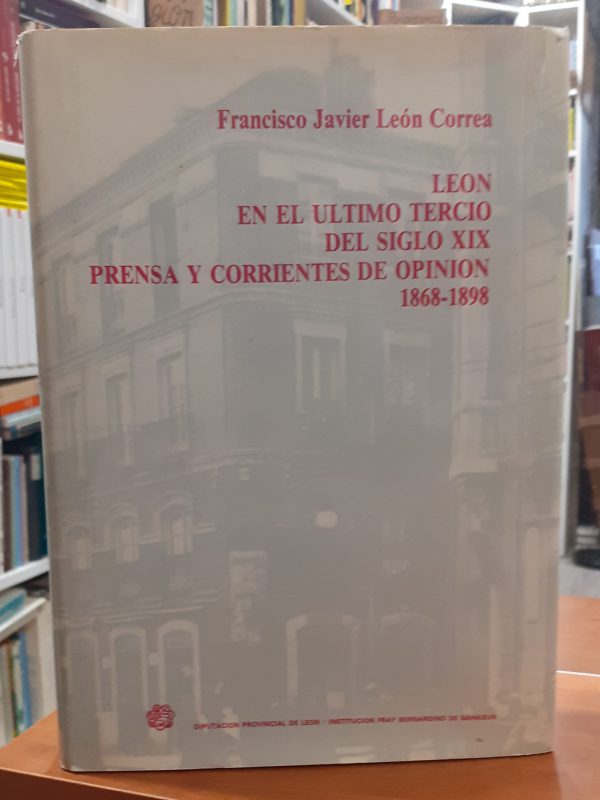 Francisco Javier León Correa
LEON
EN EL ULTIMO TERCIO
DEL SIGLO XIX
PRENSA Y CORRIENTES DE OPINION
1868-1898
DIPUTACION PROVINCIAL DE LEON / INSTITUCION FRAY BERNARDINO DE SAHAGUN